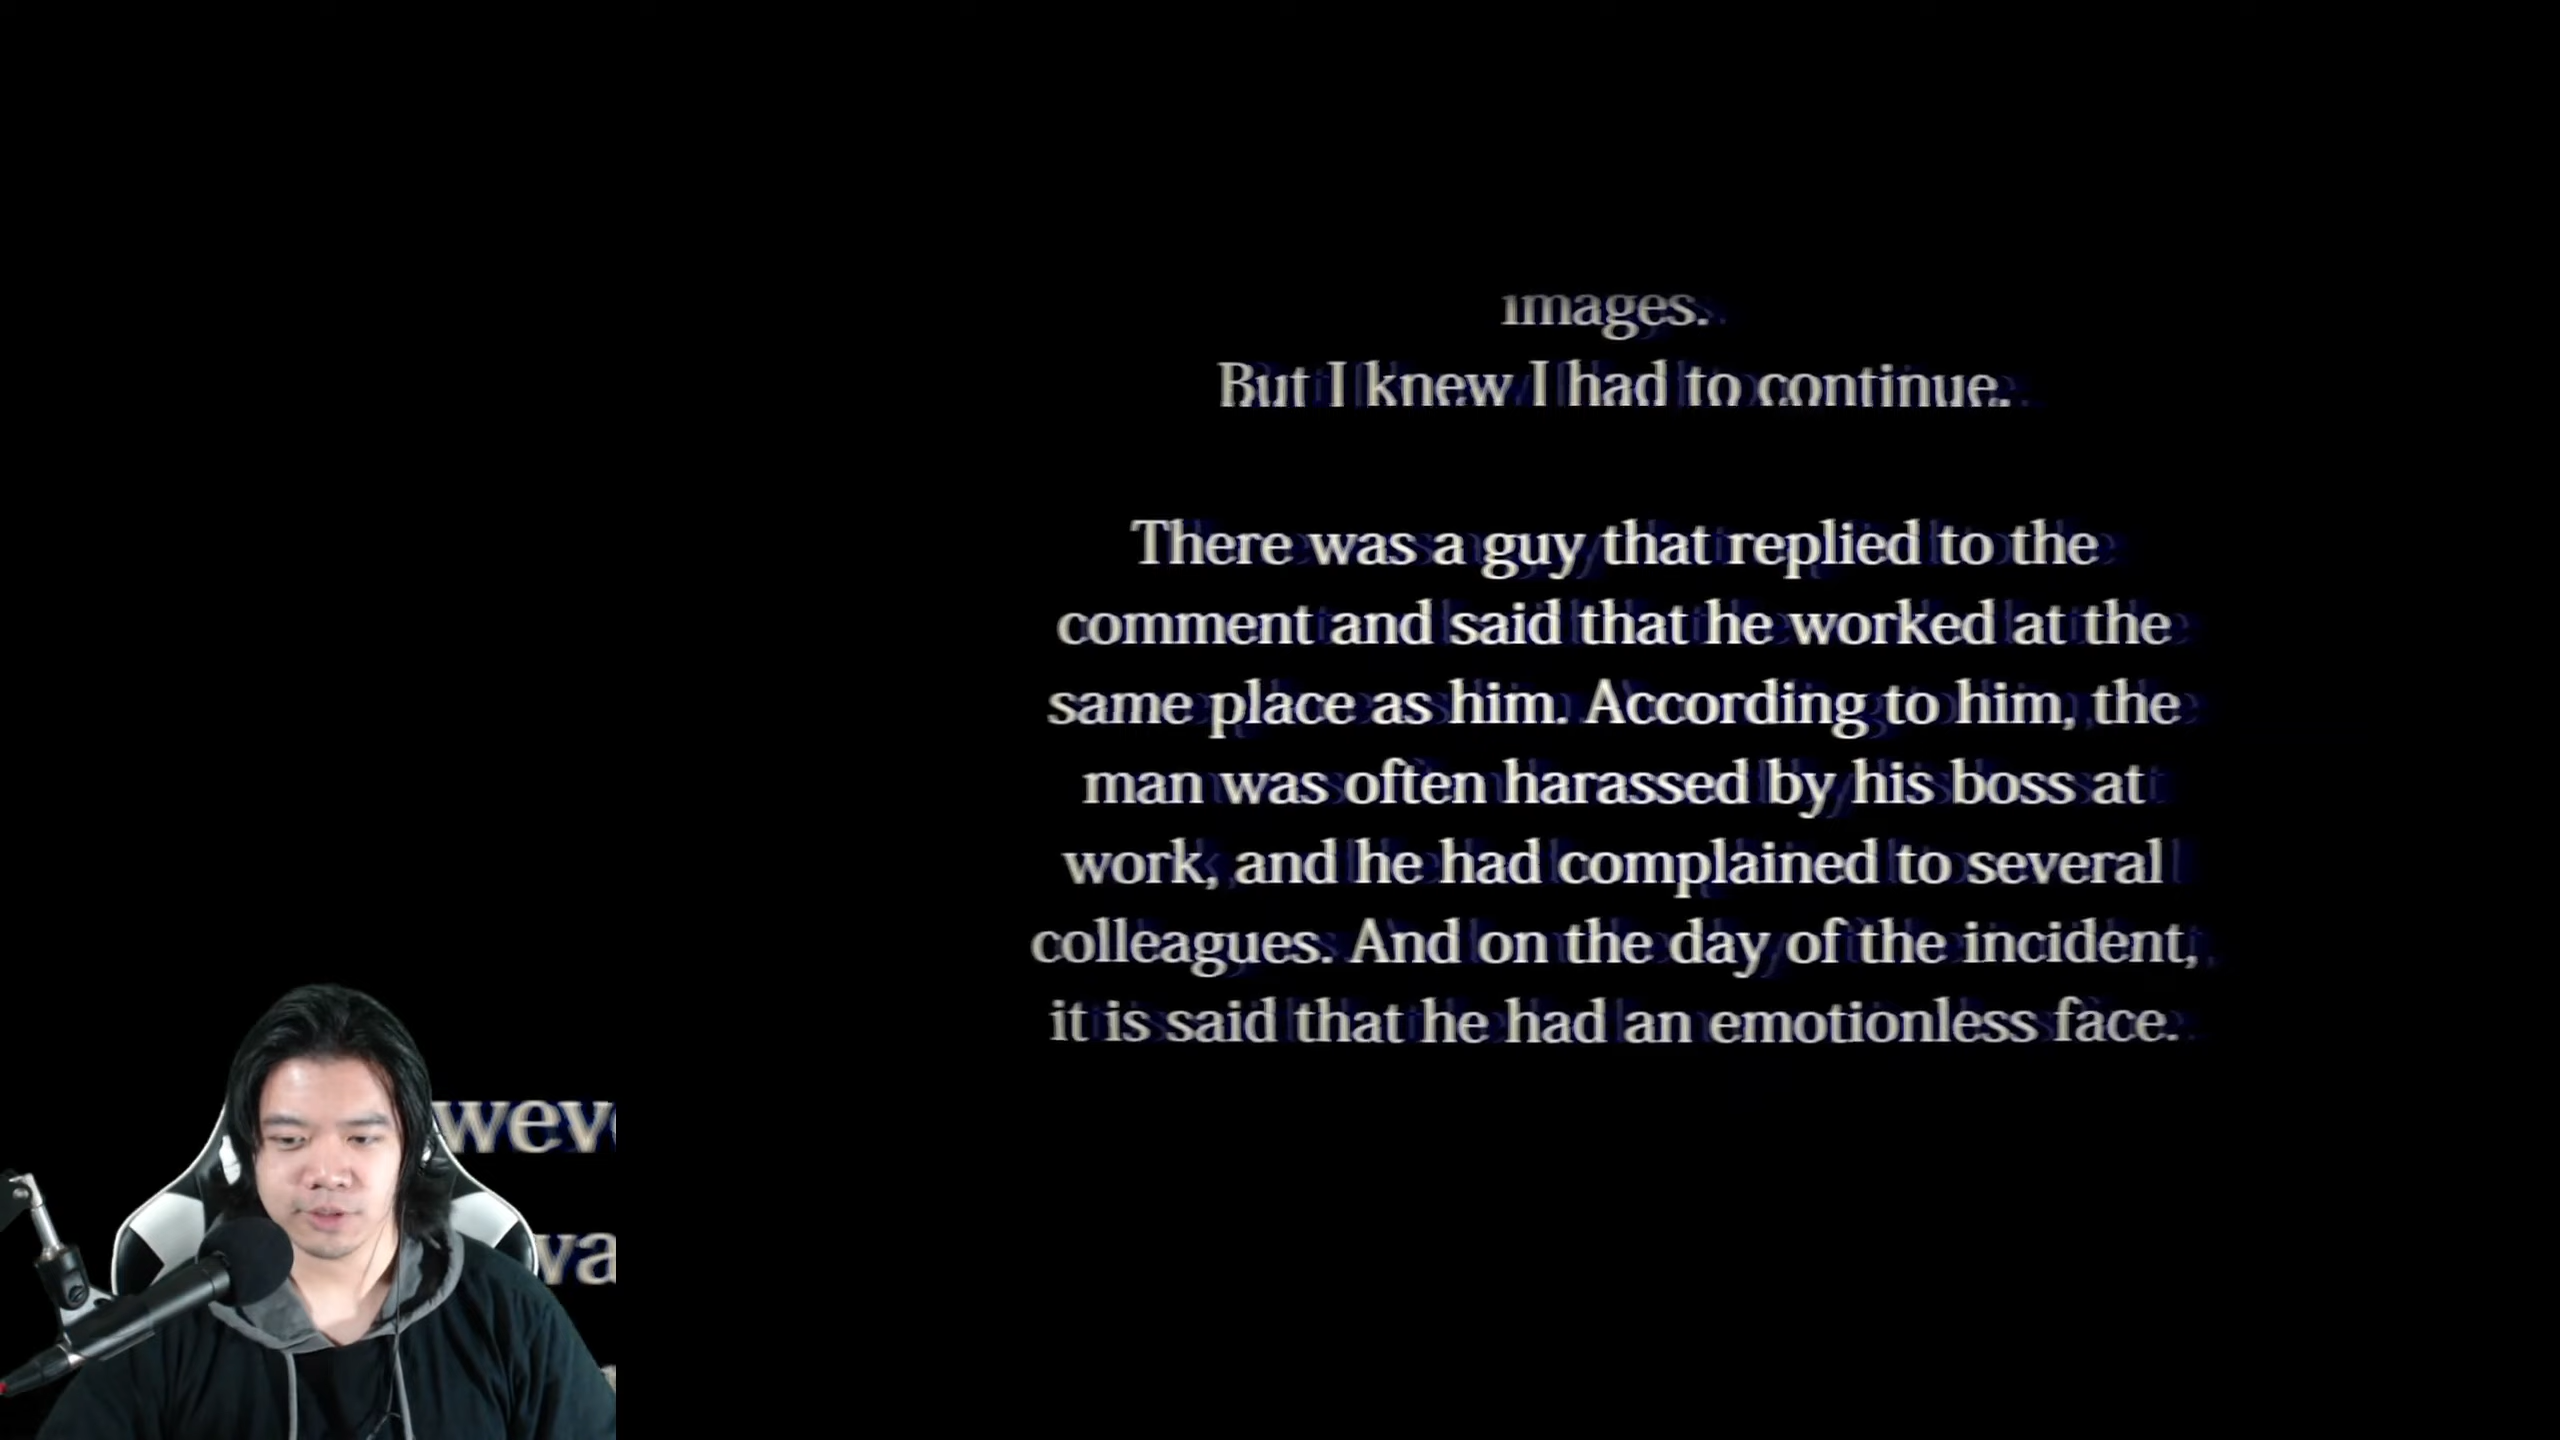 images.
But I knew I had to continue.
There was a guy that replied to the
comment and said that he worked at the
same place as him. According to him, the
man was often harassed by his boss at
work, and he had complained to several
colleagues. And on the day of the incident,
it is said that he had an emotionless face.